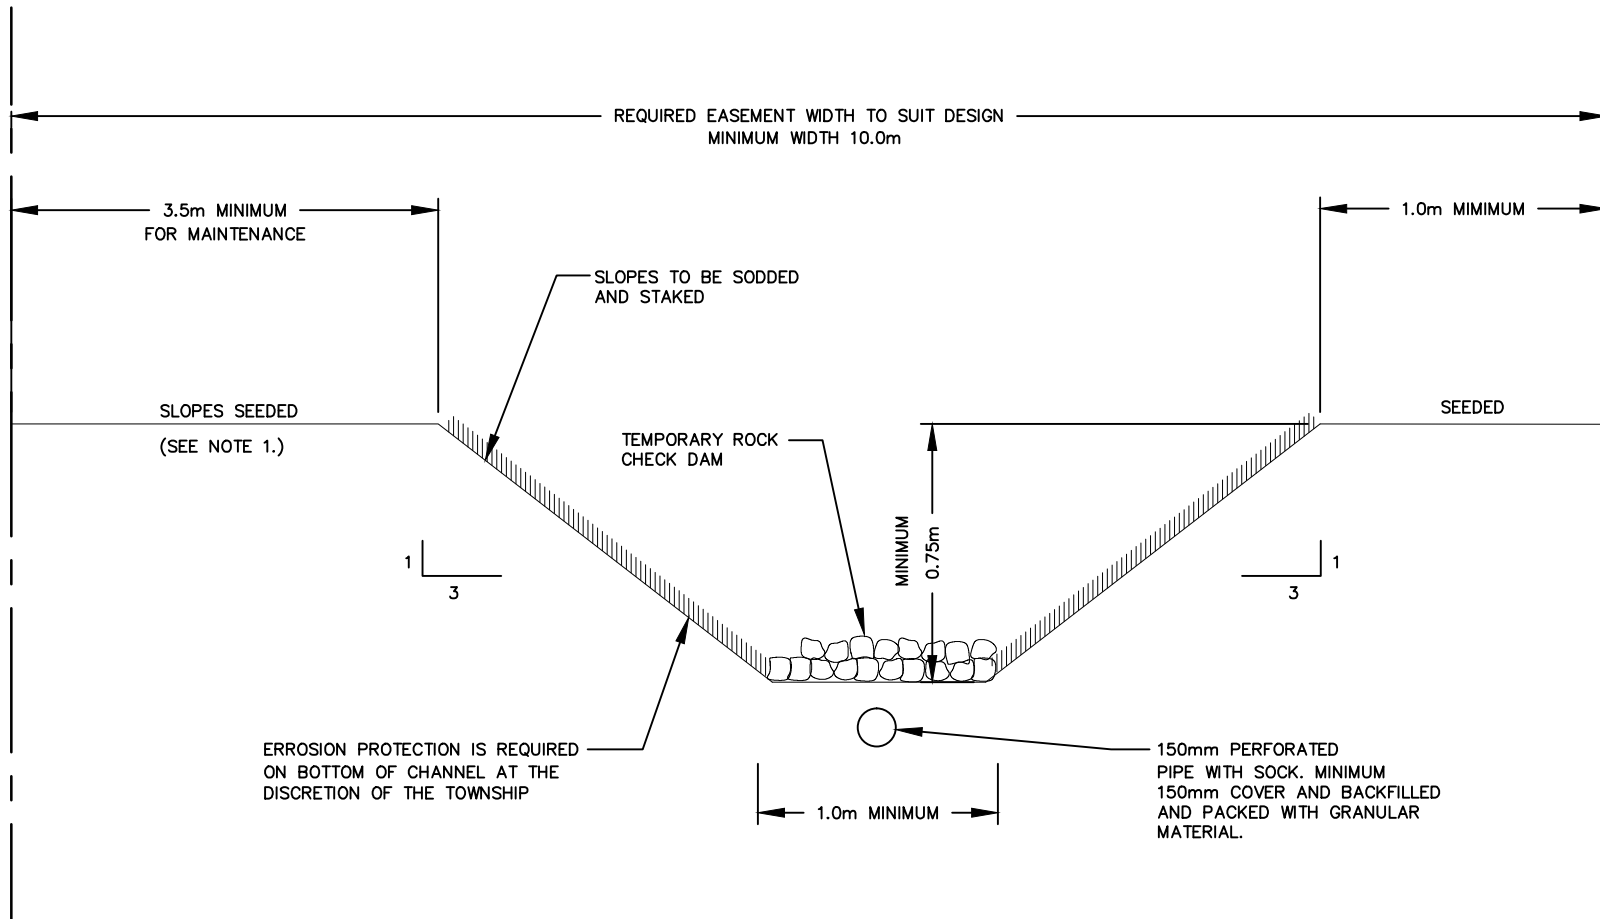 REQUIRED EASEMENT WIDTH TO SUIT DESIGN
MINIMUM WIDTH 10.0m
3.5m MINIMUM
FOR MAINTENANCE
1.0m MIMIMUM
SLOPES TO BE SODDED
AND STAKED
SLOPES SEEDED
(SEE NOTE 1.)
SEEDED
TEMPORARY ROCK
CHECK DAM
MINIMUM
0.75m
1
3
1
3
ERROSION PROTECTION IS REQUIRED
ON BOTTOM OF CHANNEL AT THE
DISCRETION OF THE TOWNSHIP
1.0m MINIMUM
150mm PERFORATED
PIPE WITH SOCK. MINIMUM
150mm COVER AND BACKFILLED
AND PACKED WITH GRANULAR
MATERIAL.